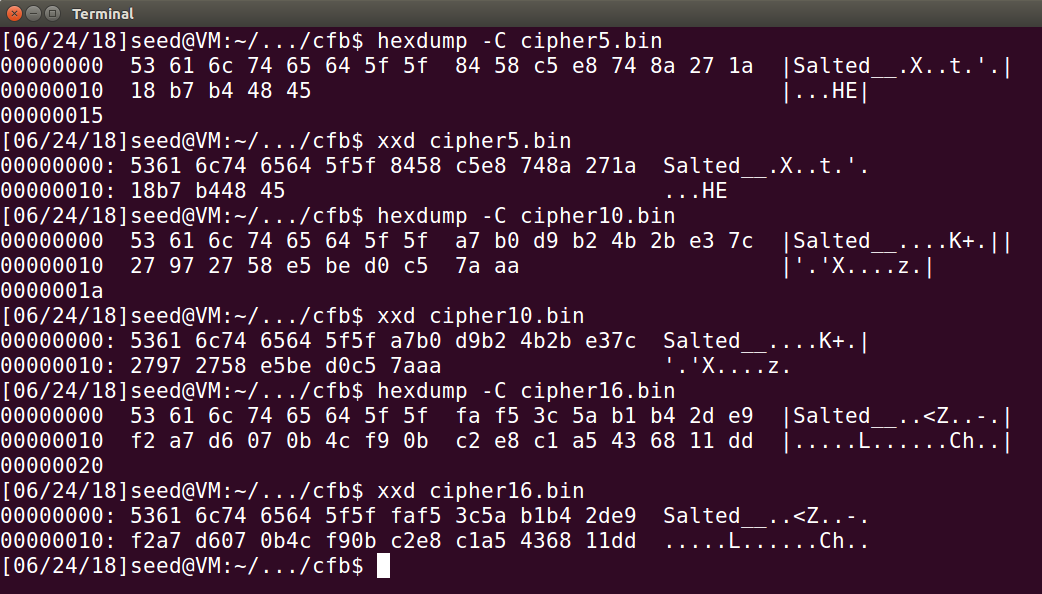 Terminal
[06/24/18]seed@VM:~/.../cfb$ hexdump -C cipher5.bin
00000000  53 61 6c 74 65 64 5f 5f  84 58 c5 e8 74 8a 27 1a  |Salted__.X..t.'.|
00000010  18 b7 b4 48 45                                    |...HE|
00000015
[06/24/18]seed@VM:~/.../cfb$ xxd cipher5.bin
00000000: 5361 6c74 6564 5f5f 8458 c5e8 748a 271a  Salted__.X..t.'.
00000010: 18b7 b448 45                             ...HE
[06/24/18]seed@VM:~/.../cfb$ hexdump -C cipher10.bin
00000000  53 61 6c 74 65 64 5f 5f  a7 b0 d9 b2 4b 2b e3 7c  |Salted__....K+.||
00000010  27 97 27 58 e5 be d0 c5  7a aa                    |'.'X....z.|
0000001a
[06/24/18]seed@VM:~/.../cfb$ xxd cipher10.bin
00000000: 5361 6c74 6564 5f5f a7b0 d9b2 4b2b e37c  Salted__....K+.|
00000010: 2797 2758 e5be d0c5 7aaa                 '.'X....z.
[06/24/18]seed@VM:~/.../cfb$ hexdump -C cipher16.bin
00000000  53 61 6c 74 65 64 5f 5f  fa f5 3c 5a b1 b4 2d e9  |Salted__..<Z..-.|
00000010  f2 a7 d6 07 0b 4c f9 0b  c2 e8 c1 a5 43 68 11 dd  |.....L......Ch..|
00000020
[06/24/18]seed@VM:~/.../cfb$ xxd cipher16.bin
00000000: 5361 6c74 6564 5f5f faf5 3c5a b1b4 2de9  Salted__..<Z..-.
00000010: f2a7 d607 0b4c f90b c2e8 c1a5 4368 11dd  .....L......Ch..
[06/24/18]seed@VM:~/.../cfb$